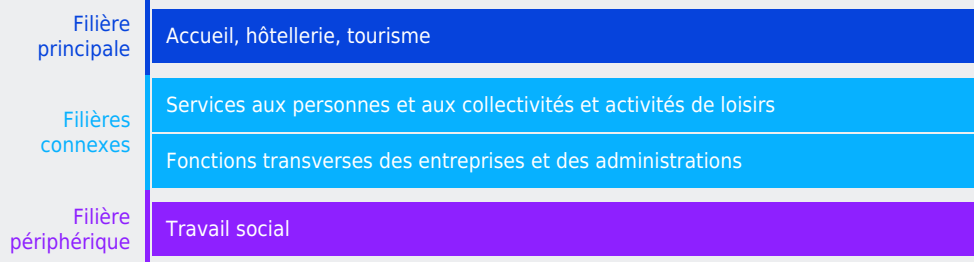 Filière
principale
Accueil, hôtellerie, tourisme
Filières
connexes
Services aux personnes et aux collectivités et activités de loisirs
Fonctions transverses des entreprises et des administrations
Filière
périphérique
Travail social